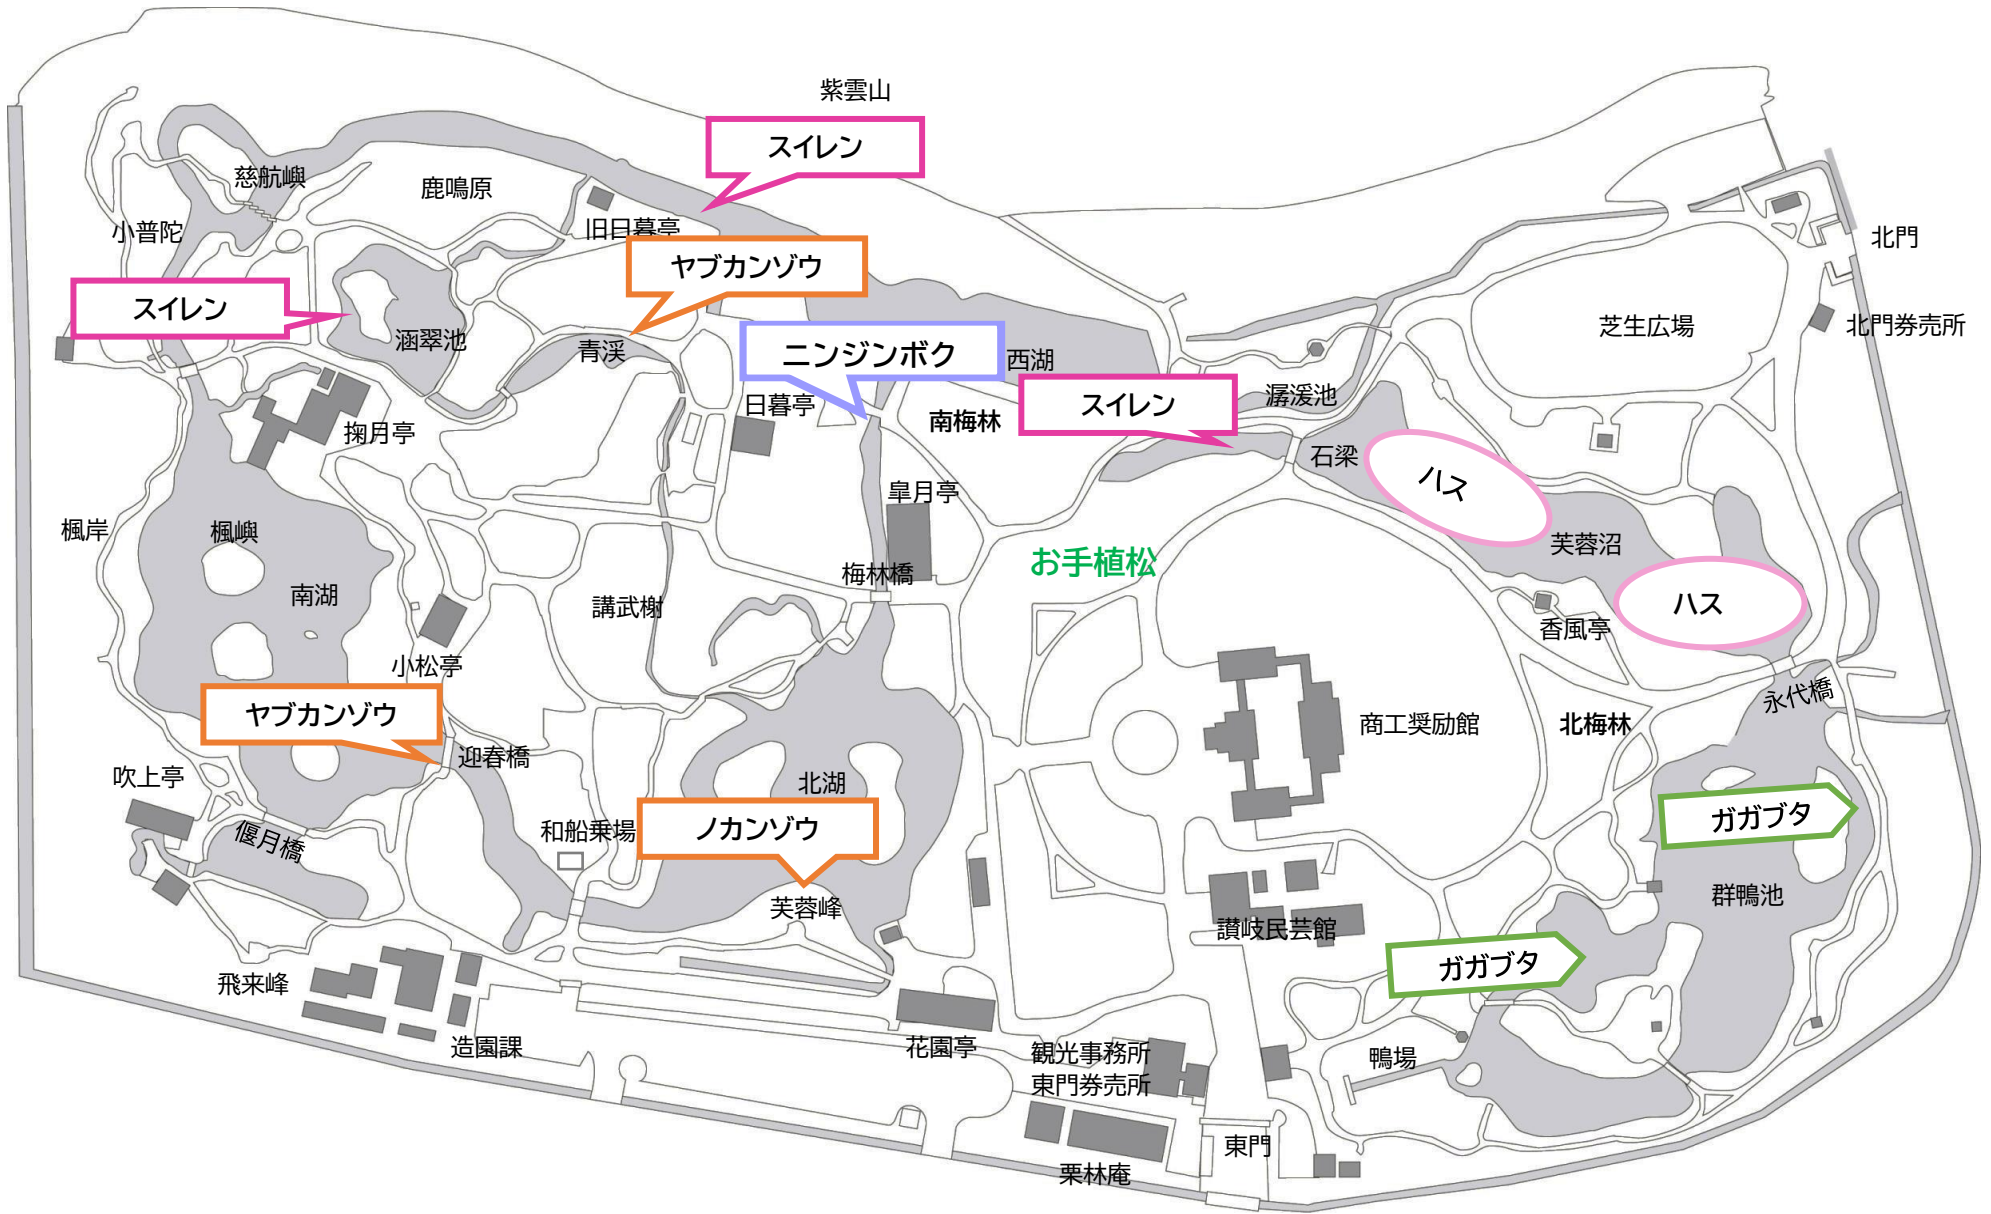 紫雲山
スイレン
慈航嶼
鹿鳴原
小普陀
旧日暮亭
北門
ヤブカンゾウ
スイレン
涵翠池
青渓
ニンジンボク
西湖
芝生広場
北門券売所
スイレン
潺湲池
日暮亭
南梅林
掬月亭
石梁
ハス
皐月亭
楓岸
楓嶼
芙蓉沼
お手植松
梅林橋
南湖
講武榭
ハス
香風亭
小松亭
永代橋
ヤブカンゾウ
商工奨励館
北梅林
迎春橋
吹上亭
北湖
ガガブタ
偃月橋
和船乗場
ノカンゾウ
群鴨池
芙蓉峰
讃岐民芸館
ガガブタ
飛来峰
造園課
花園亭
観光事務所
東門券売所
鴨場
東門
栗林庵